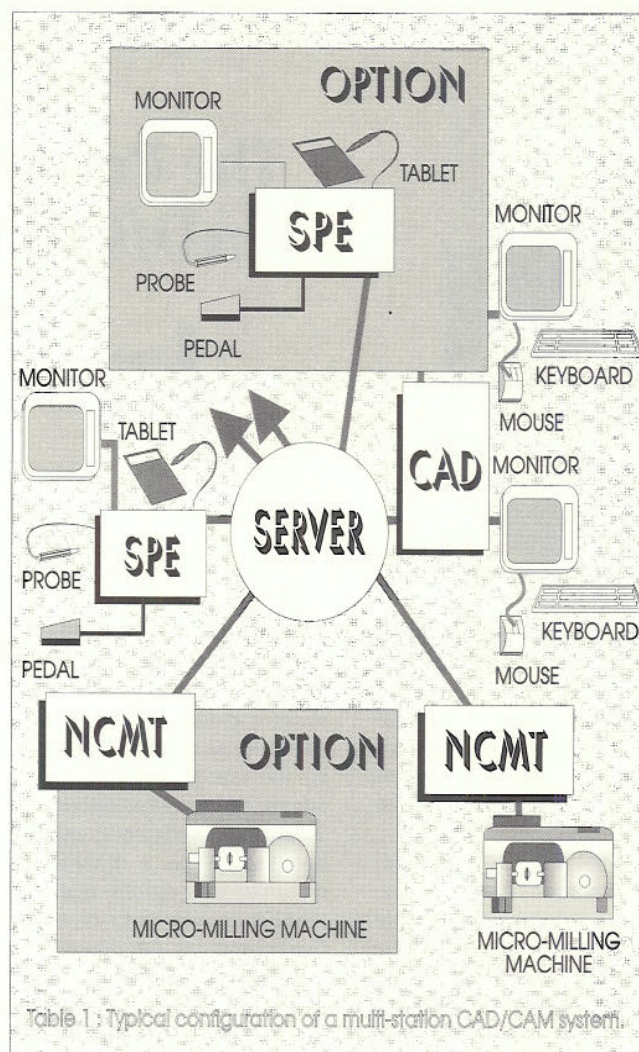 OPTION
MONITOR
TABLET
SPE
PROBE
PEDAL
MONITOR
KEYBOARD
MOUSE
MONITOR
TABLET
CAD
MONITOR
SERVER
SPE
PROBE
PEDAL
KEYBOARD
MOUSE
NCMT
OPTION
NCMT
MICRO-MILLING MACHINE
MICRO-MILLING
MACHINE
Table 1 : Typical configuration of a multi-station CAD/CAM system.